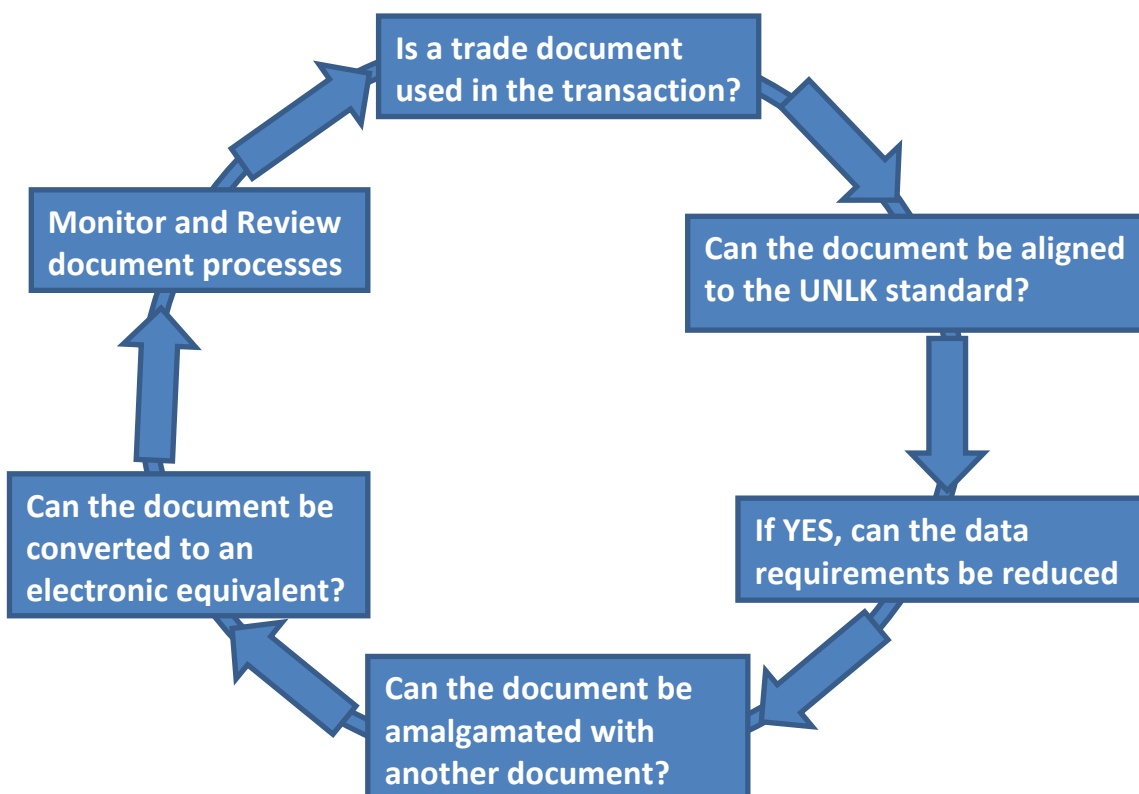 Is a trade document
used in the transaction?
Can the document be aligned
to the UNLK standard?
If YES, can the data
requirements be reduced
Can the document be
amalgamated with
another document?
Can the document be
converted to an
electronic equivalent?
Monitor and Review
document processes